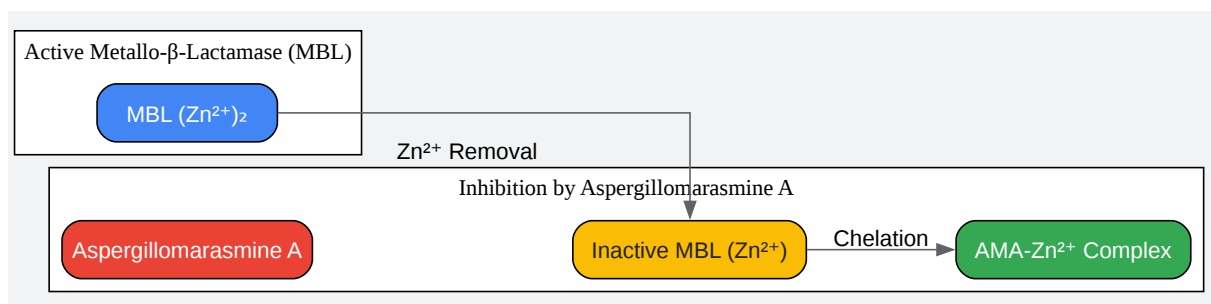 Active Metallo-β-Lactamase (MBL)
MBL (Zn²⁺)₂
Zn²⁺ Removal
Inhibition by Aspergillomarasmine A
Aspergillomarasmine A
Inactive MBL (Zn²⁺)
Chelation
AMA-Zn²⁺ Complex